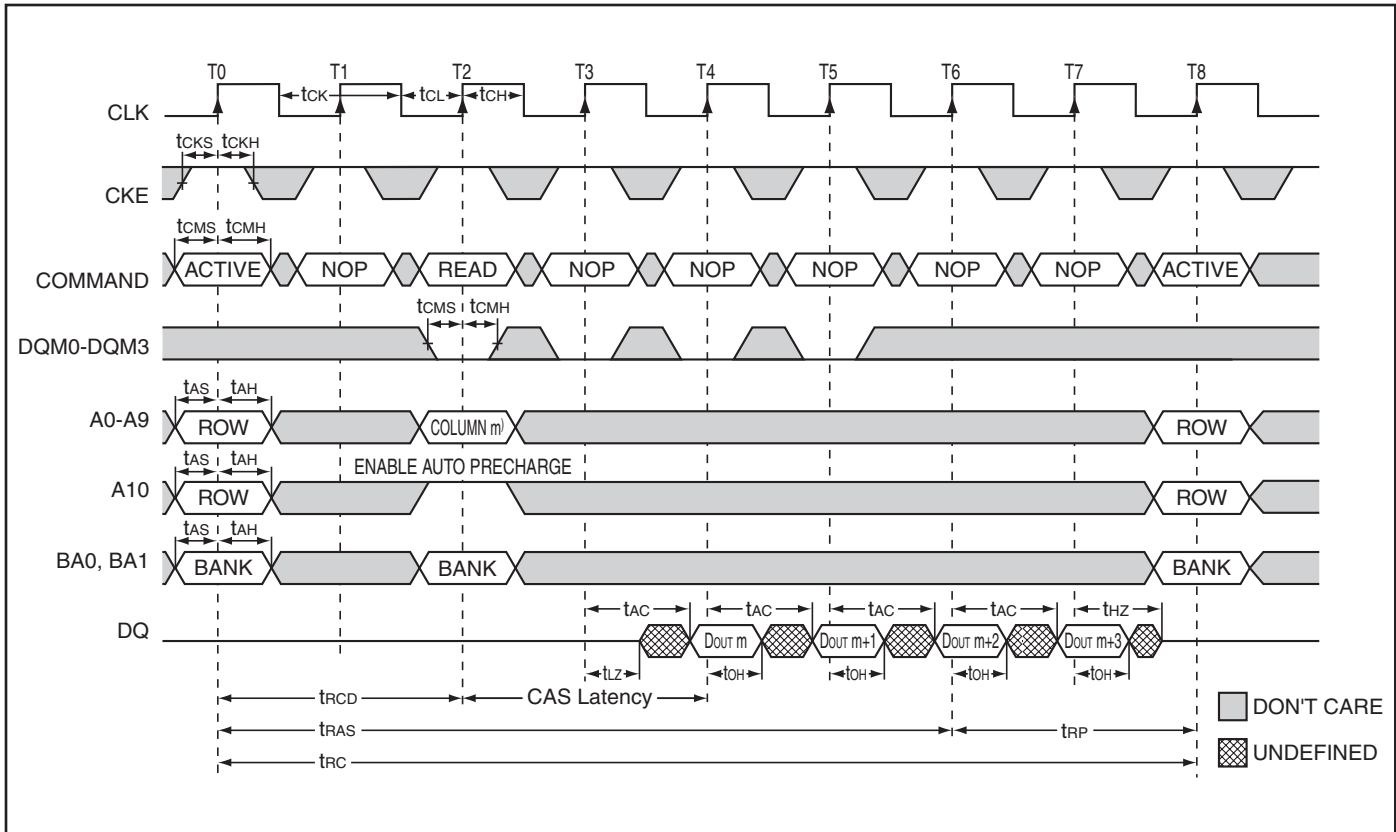 T0 T1 T2 T3 T4 T5 T6 T7 T8
tCK tCL tCH
CLK
tCKS tCKH
CKE
tCMS tCMH
COMMAND ACTIVE NOP READ NOP NOP NOP NOP NOP ACTIVE
tCMS tCMH
DQM0-DQM3
tAS tAH
A0-A9 ROW COLUMN m) ROW
tAS tAH ENABLE AUTO PRECHARGE
A10 ROW ROW
tAS tAH
BA0, BA1 BANK BANK BANK
tAC tAC tAC tAC tHZ
DQ DOUT m DOUT m+1 DOUT m+2 DOUT m+3
tLZ tOH tOH tOH tOH
tRCD CAS Latency
DON'T CARE
tRAS tRP
UNDEFINED
tRC